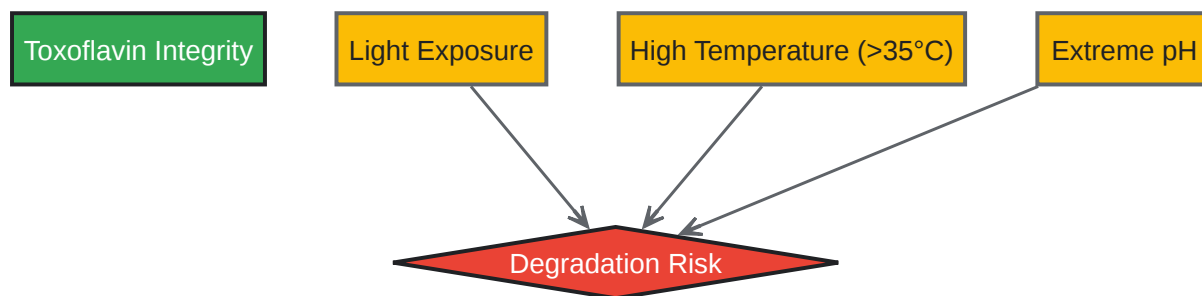 Toxoflavin Integrity
Light Exposure
High Temperature (>35°C)
Extreme pH
Degradation Risk